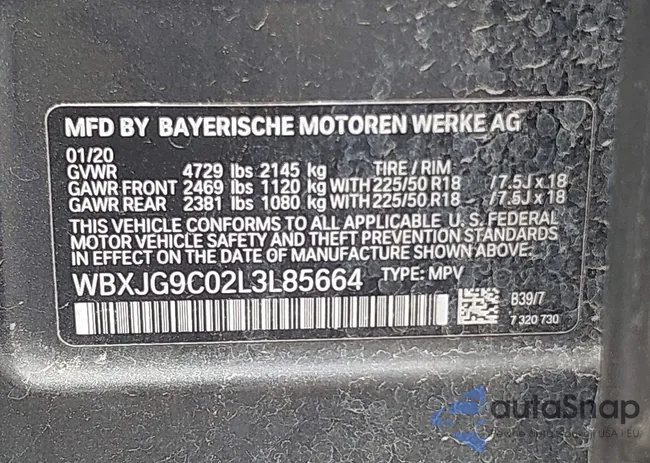 MFD BY BAYERISCHE MOTOREN WERKE AG
01/20
GVWR 4729 lbs 2145 kg TIRE / RIM
GAWR FRONT 2469 lbs 1120 kg WITH 225/50 R18 / 7.5J x 18
GAWR REAR 2381 lbs 1080 kg WITH 225/50 R18 / 7.5J x 18
THIS VEHICLE CONFORMS TO ALL APPLICABLE U. S. FEDERAL
MOTOR VEHICLE SAFETY AND THEFT PREVENTION STANDARDS
IN EFFECT ON THE DATE OF MANUFACTURE SHOWN ABOVE.
WBXJG9C02L3L85664 TYPE: MPV
B39/7
7 320 730
autaSnap
USA - EU